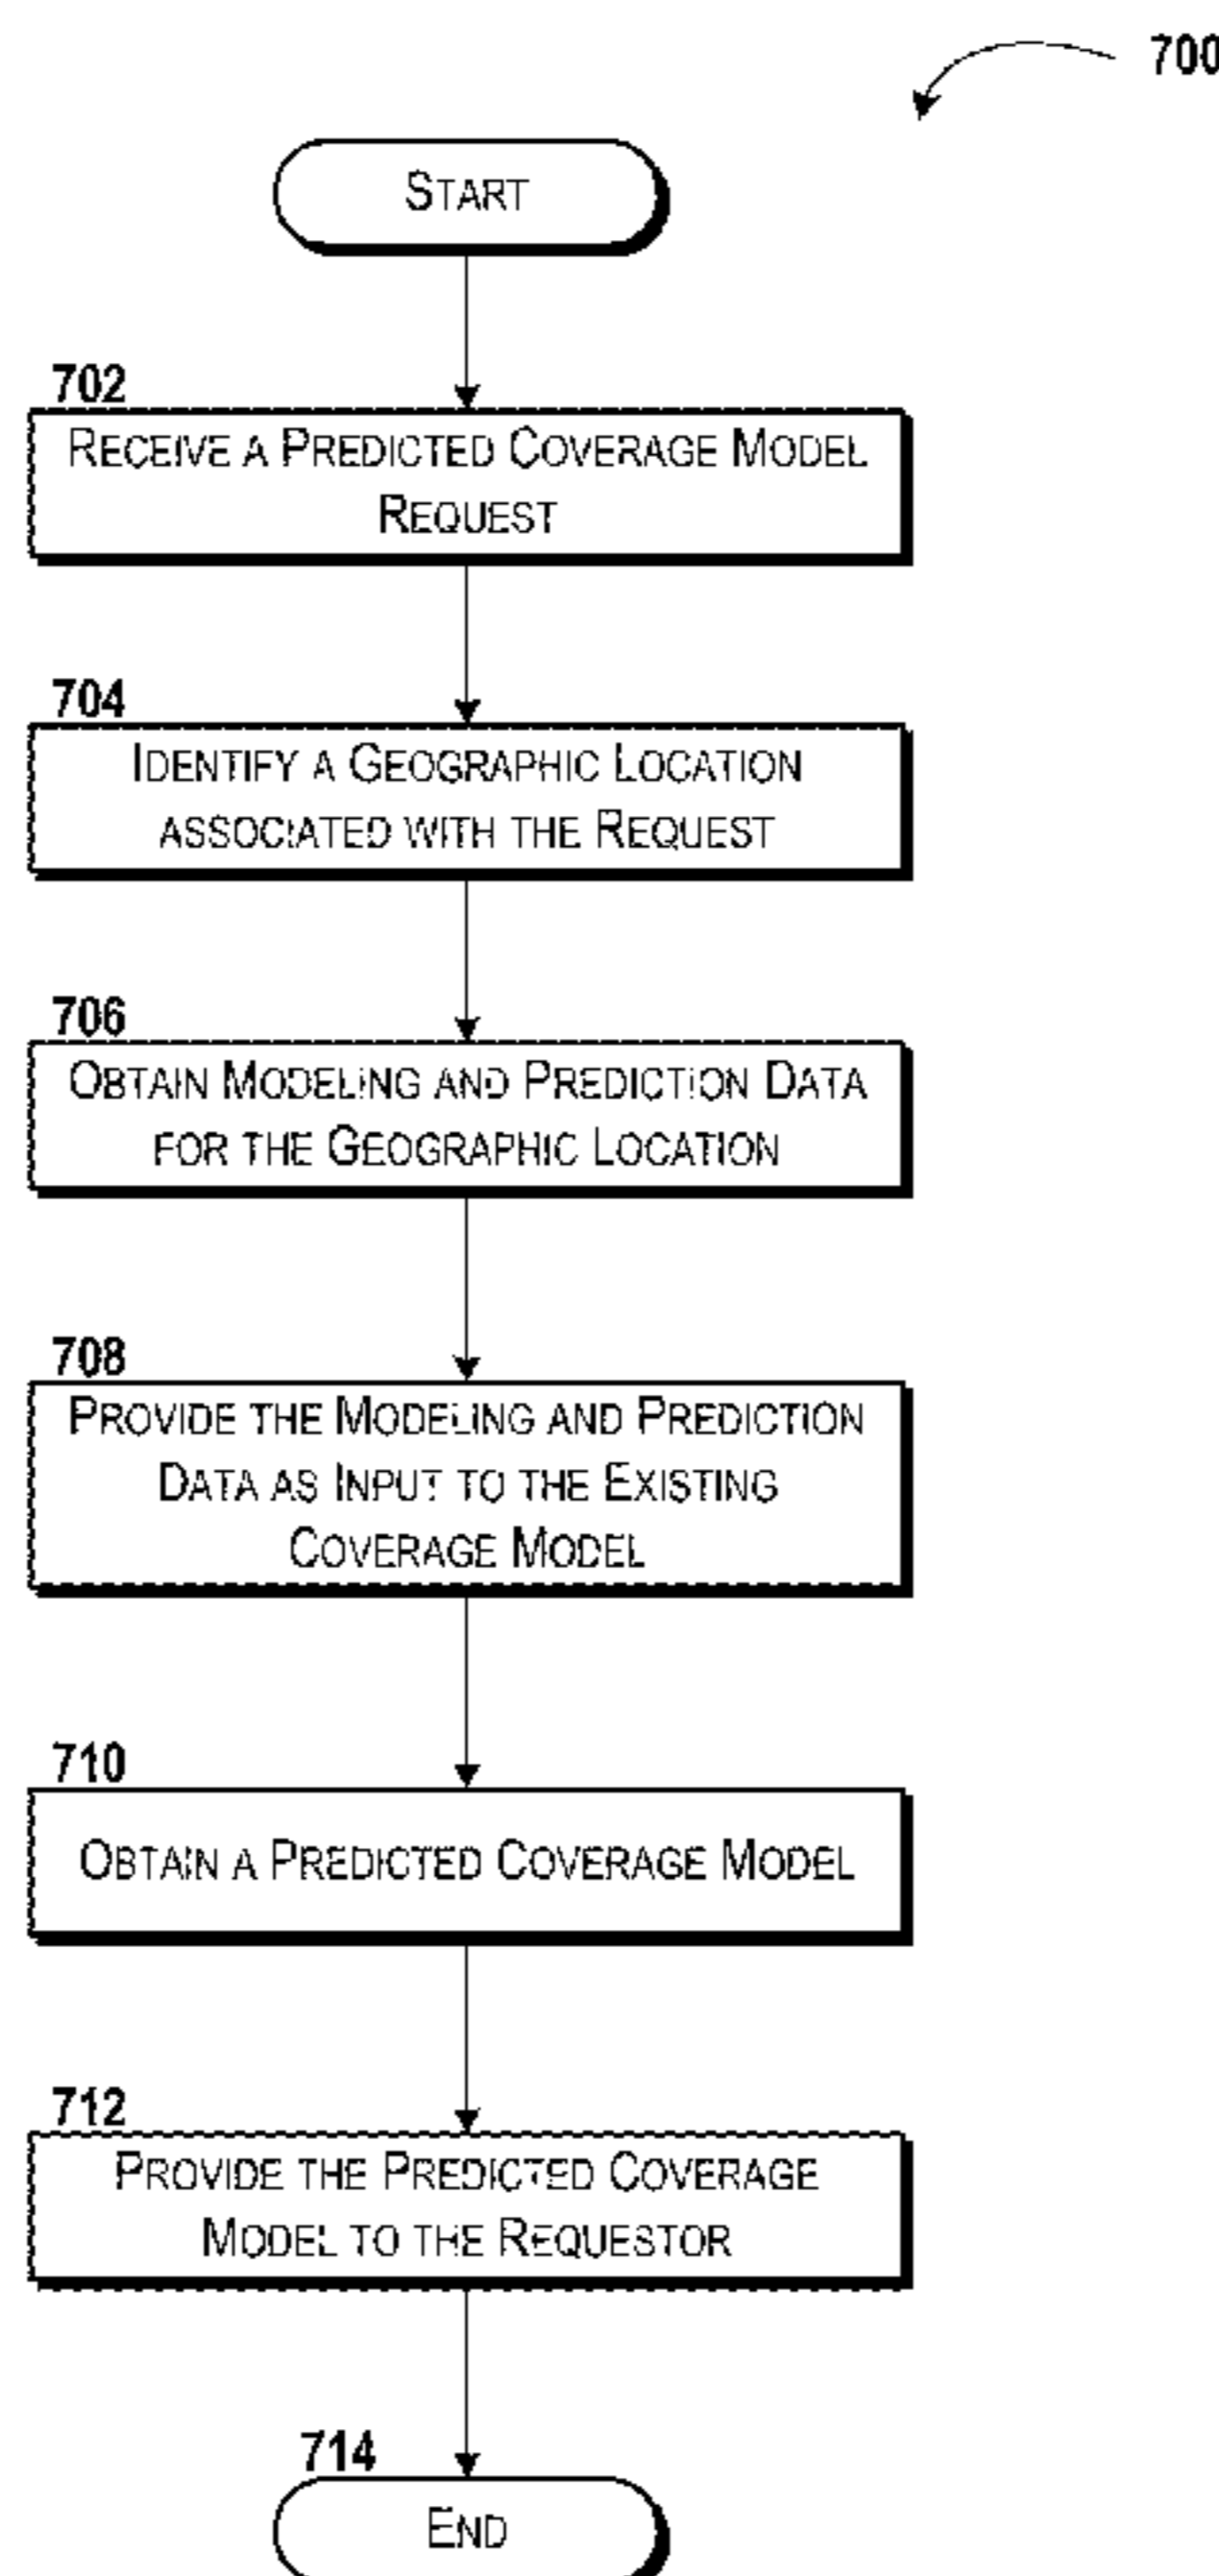 700
START
702
RECEIVE A PREDICTED COVERAGE MODEL
REQUEST
704
IDENTIFY A GEOGRAPHIC LOCATION
ASSOCIATED WITH THE REQUEST
706
OBTAIN MODELING AND PREDICTION DATA
FOR THE GEOGRAPHIC LOCATION
708
PROVIDE THE MODELING AND PREDICTION
DATA AS INPUT TO THE EXISTING
COVERAGE MODEL
710
OBTAIN A PREDICTED COVERAGE MODEL
712
PROVIDE THE PREDICTED COVERAGE
MODEL TO THE REQUESTOR
714
END